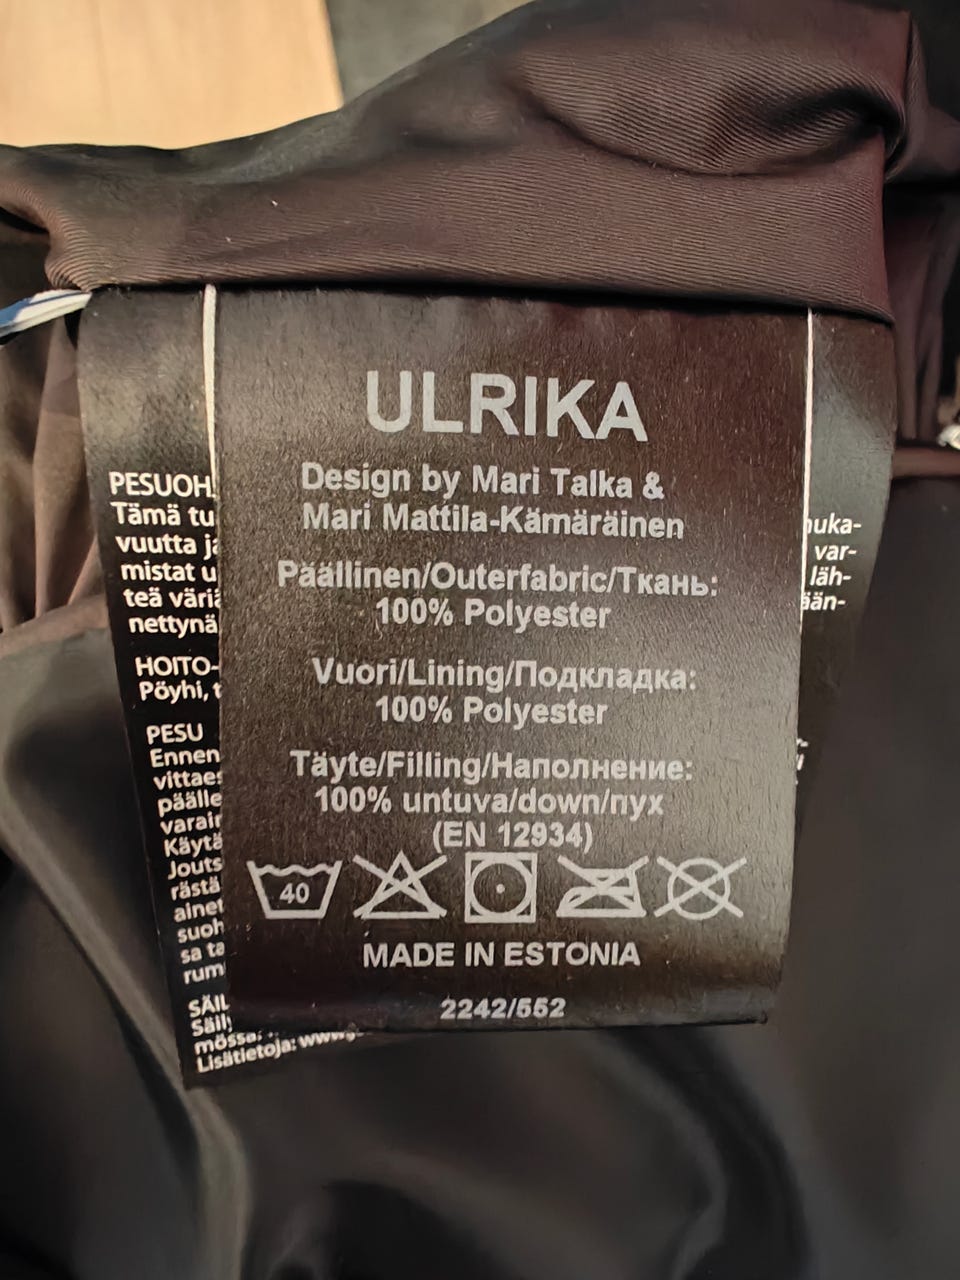 ULRIKA
Design by Mari Talka &
Mari Mattila-Kämäräinen
Päällinen/Outerfabric/Ткань:
100% Polyester
Vuori/Lining/Подкладка:
100% Polyester
Täyte/Filling/Наполнение:
100% untuva/down/пух
(EN 12934)
40
MADE IN ESTONIA
2242/552
PESUOH
Tämä tu
vuutta
mistat u
teä väri
nettynä
HOITO-
Pöyhi,
PESU
Ennen
vittaes
päälle
varain
Käytä
Jouts
rästä
ainet
suoh
sa ta
rum
SÄIL
Säily
mössä.
Lisätietoja: www.
uka-
var-
läh-
ään-